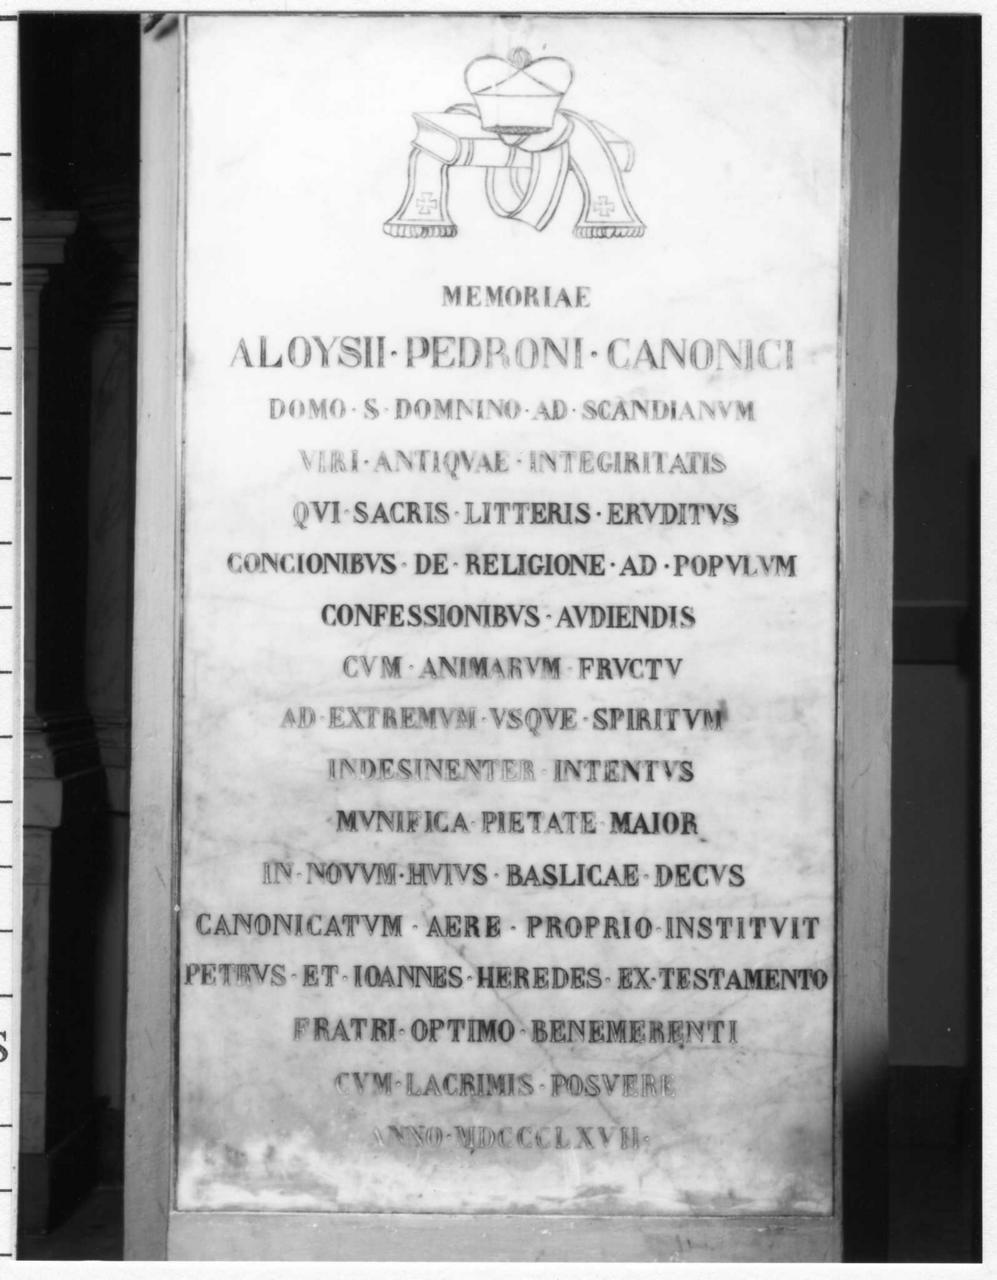 MEMORIAE
ALOYSII · PEDRONI · CANONICI
DOMO · S · DOMNINO · AD · SCANDIANVM
VIRI · ANTIQVAE · INTEGIRITATIS
QVI · SACRIS · LITTERIS · ERVDITVS
CONCIONIBVS · DE · RELIGIONE · AD · POPVLVM
CONFESSIONIBVS · AVDIENDIS
CVM · ANIMARVM · FRVCTV
AD · EXTREMVM · VSQVE · SPIRITVM
INDESINENTER · INTENTVS
MVNIFICA · PIETATE · MAIOR
IN · NOVVM · HVIVS · BASLICAE · DECVS
CANONICATVM · AERE · PROPRIO · INSTITVIT
PETRVS · ET · IOANNES · HEREDES · EX · TESTAMENTO
FRATRI · OPTIMO · BENEMERENTI
CVM · LACRIMIS · POSVERE
ANNO · MDCCCLXVII ·
S